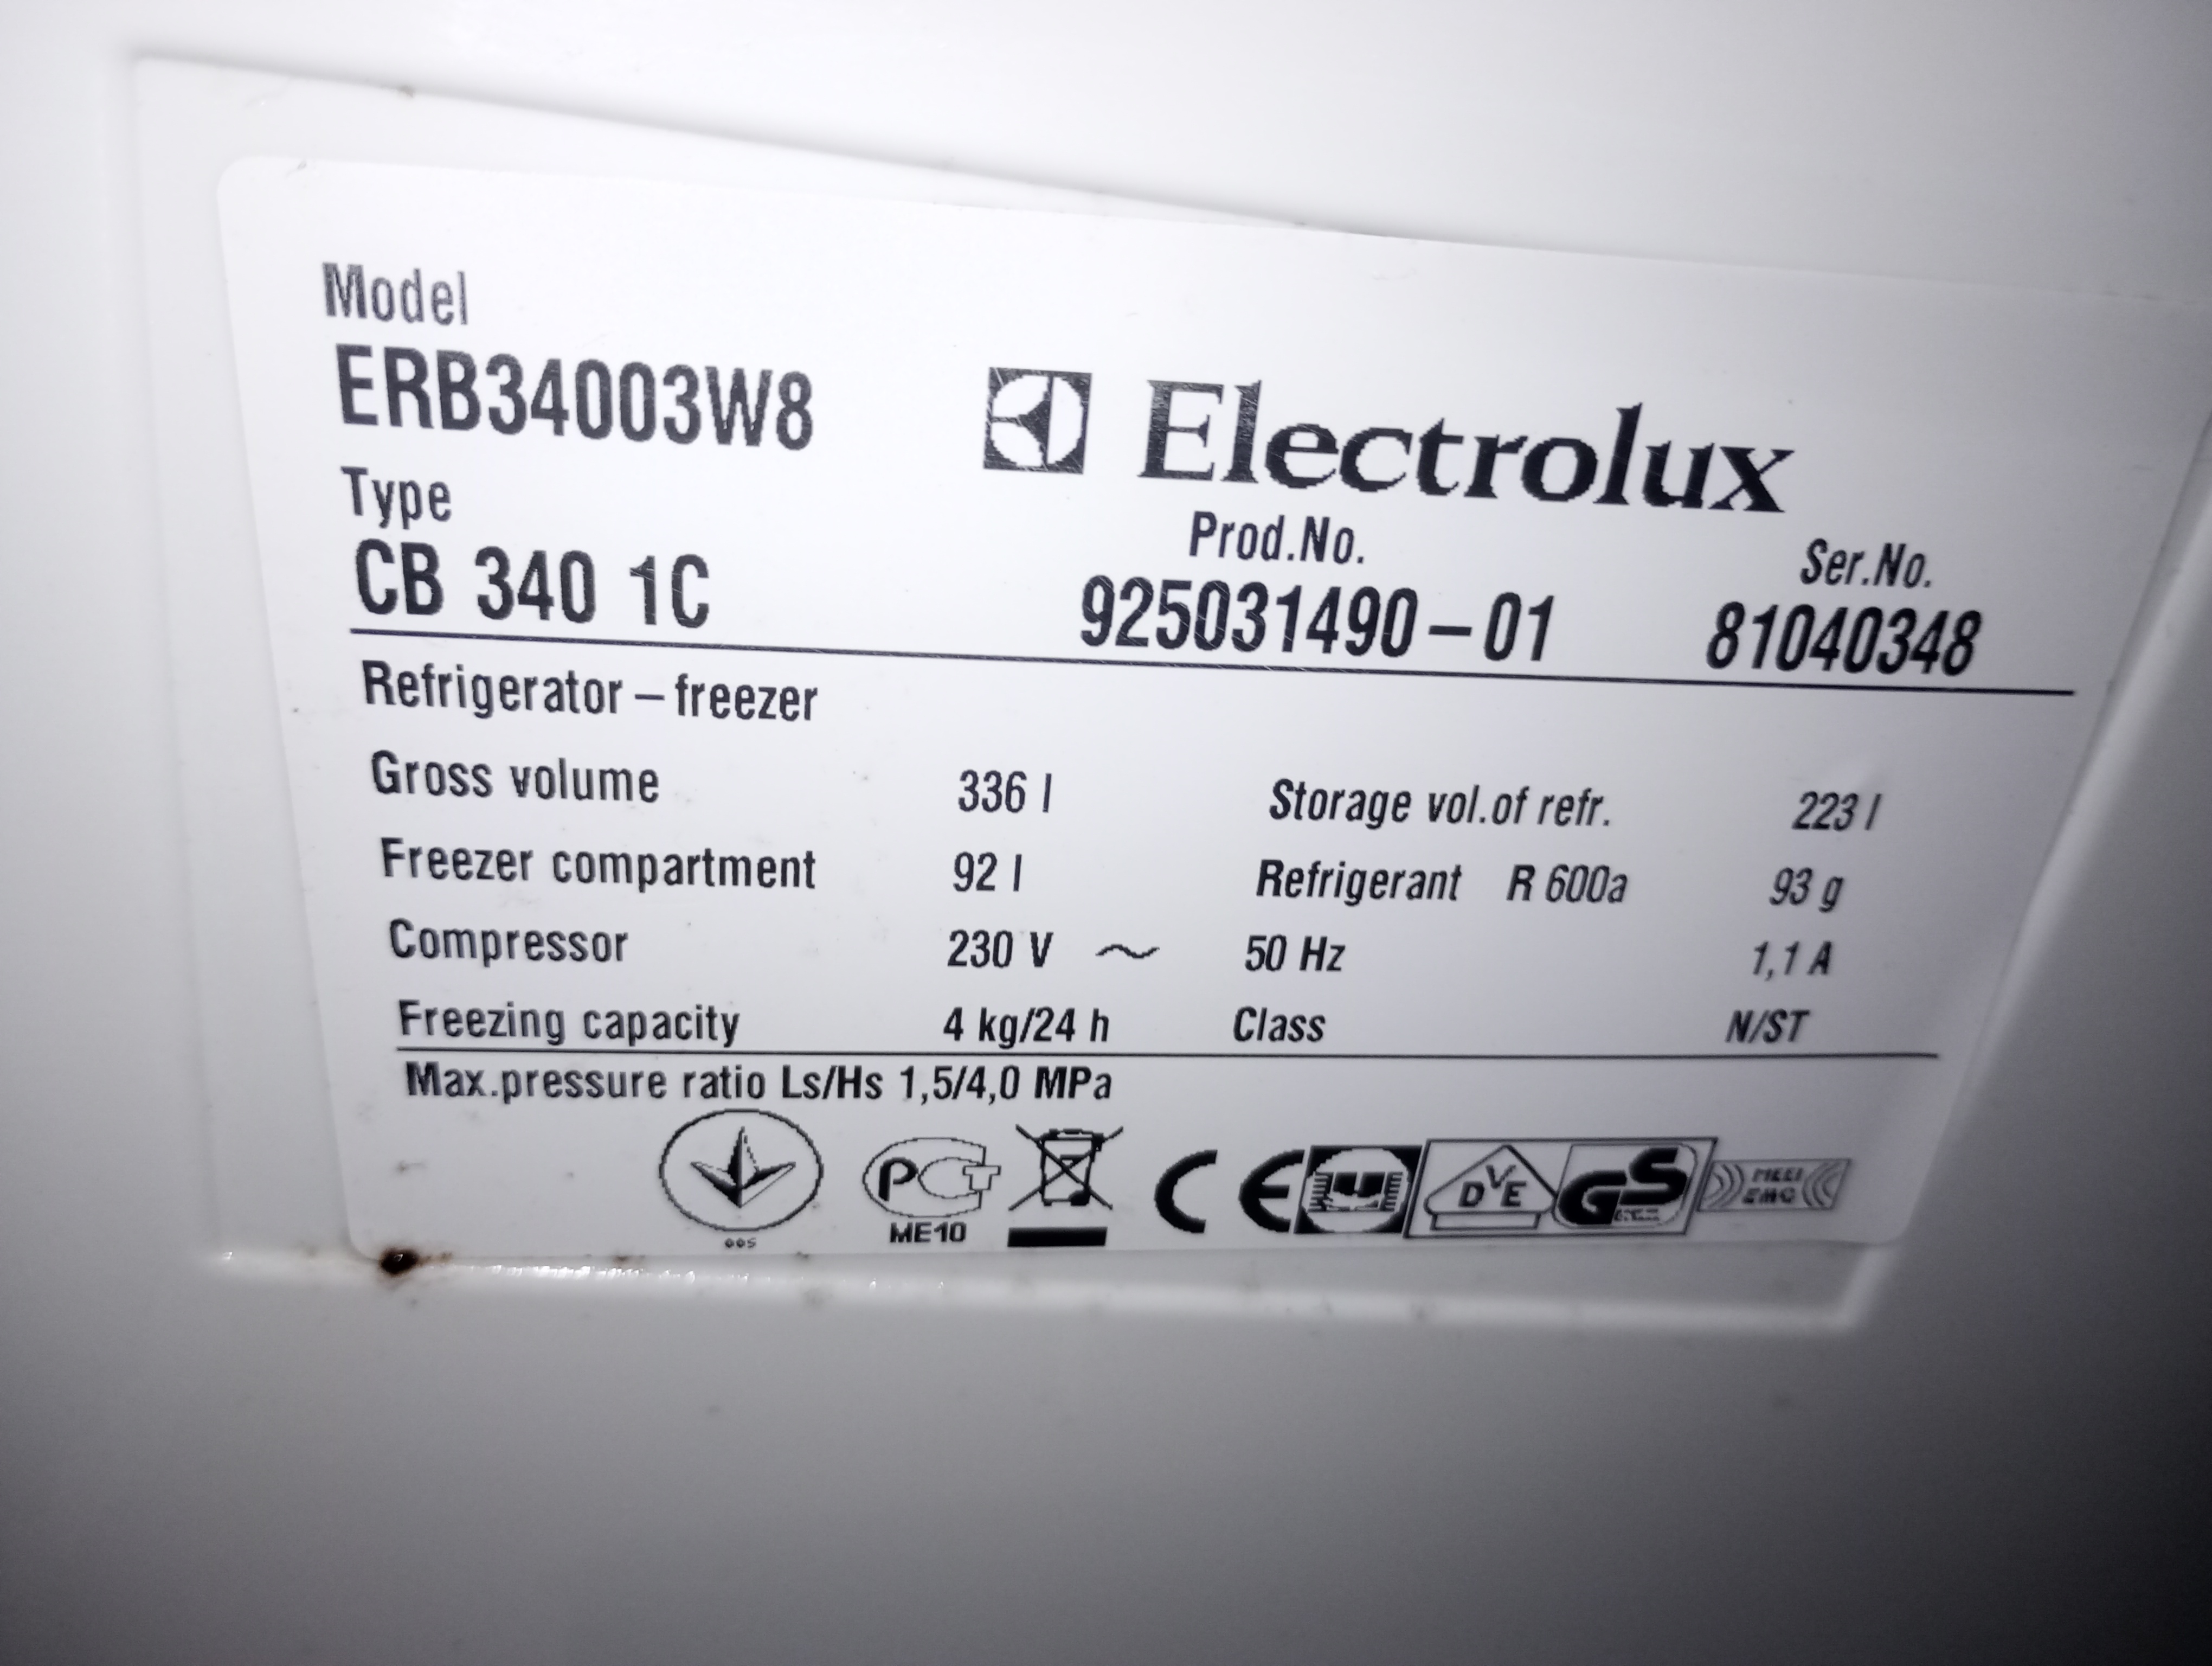 Model
ERB34003W8
Electrolux
Type
CB 340 1C
Prod.No.
925031490-01
Ser.No.
81040348
Refrigerator – freezer
Gross volume 336 l Storage vol.of refr. 223 l
Freezer compartment 92 l Refrigerant R 600a 93 g
Compressor 230 V ~ 50 Hz 1,1 A
Freezing capacity 4 kg/24 h Class N/ST
Max.pressure ratio Ls/Hs 1,5/4,0 MPa
PCT
ME10
CE
DVE
GS
EMC